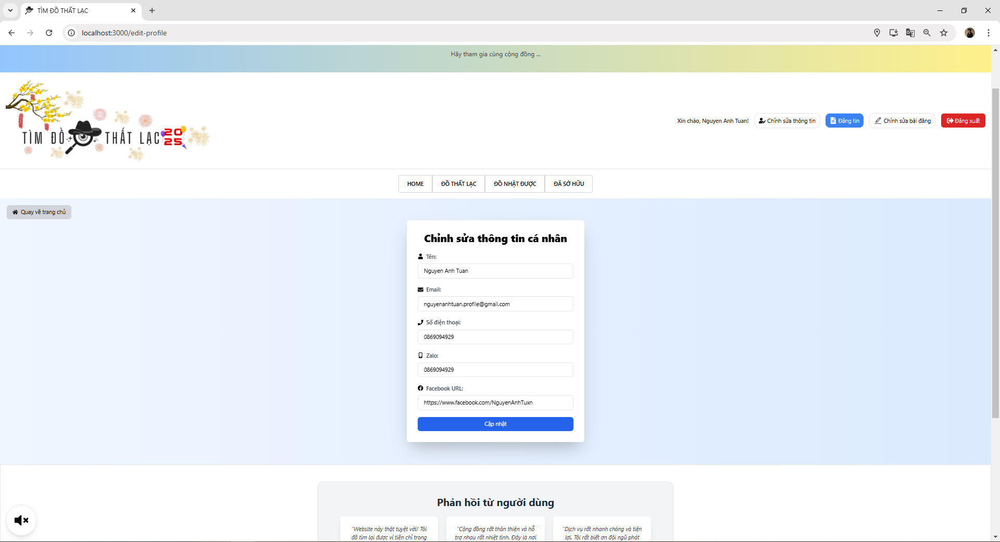 TÌM ĐỒ THẤT LẠC
localhost:3000/edit-profile
Hãy tham gia cùng cộng đồng ...
TÌM ĐỒ THẤT LẠC 2025
Xin chào, Nguyen Anh Tuan!
Chỉnh sửa thông tin
Đăng tin
Chỉnh sửa bài đăng
Đăng xuất
HOME
ĐỒ THẤT LẠC
ĐỒ NHẶT ĐƯỢC
ĐÃ SỞ HỮU
Quay về trang chủ
Chỉnh sửa thông tin cá nhân
Tên:
Nguyen Anh Tuan
Email:
nguyenanhtuan.profile@gmail.com
Số điện thoại:
0869094929
Zalo:
0869094929
Facebook URL:
https://www.facebook.com/NguyenAnhTuxn
Cập nhật
Phản hồi từ người dùng
"Website này thật tuyệt vời! Tôi
đã tìm lại được ví tiền chỉ trong
"Cộng đồng rất thân thiện và hỗ
trợ nhau rất nhiệt tình. Đây là nơi
"Dịch vụ rất nhanh chóng và tiện
lợi. Tôi rất biết ơn đội ngũ phát